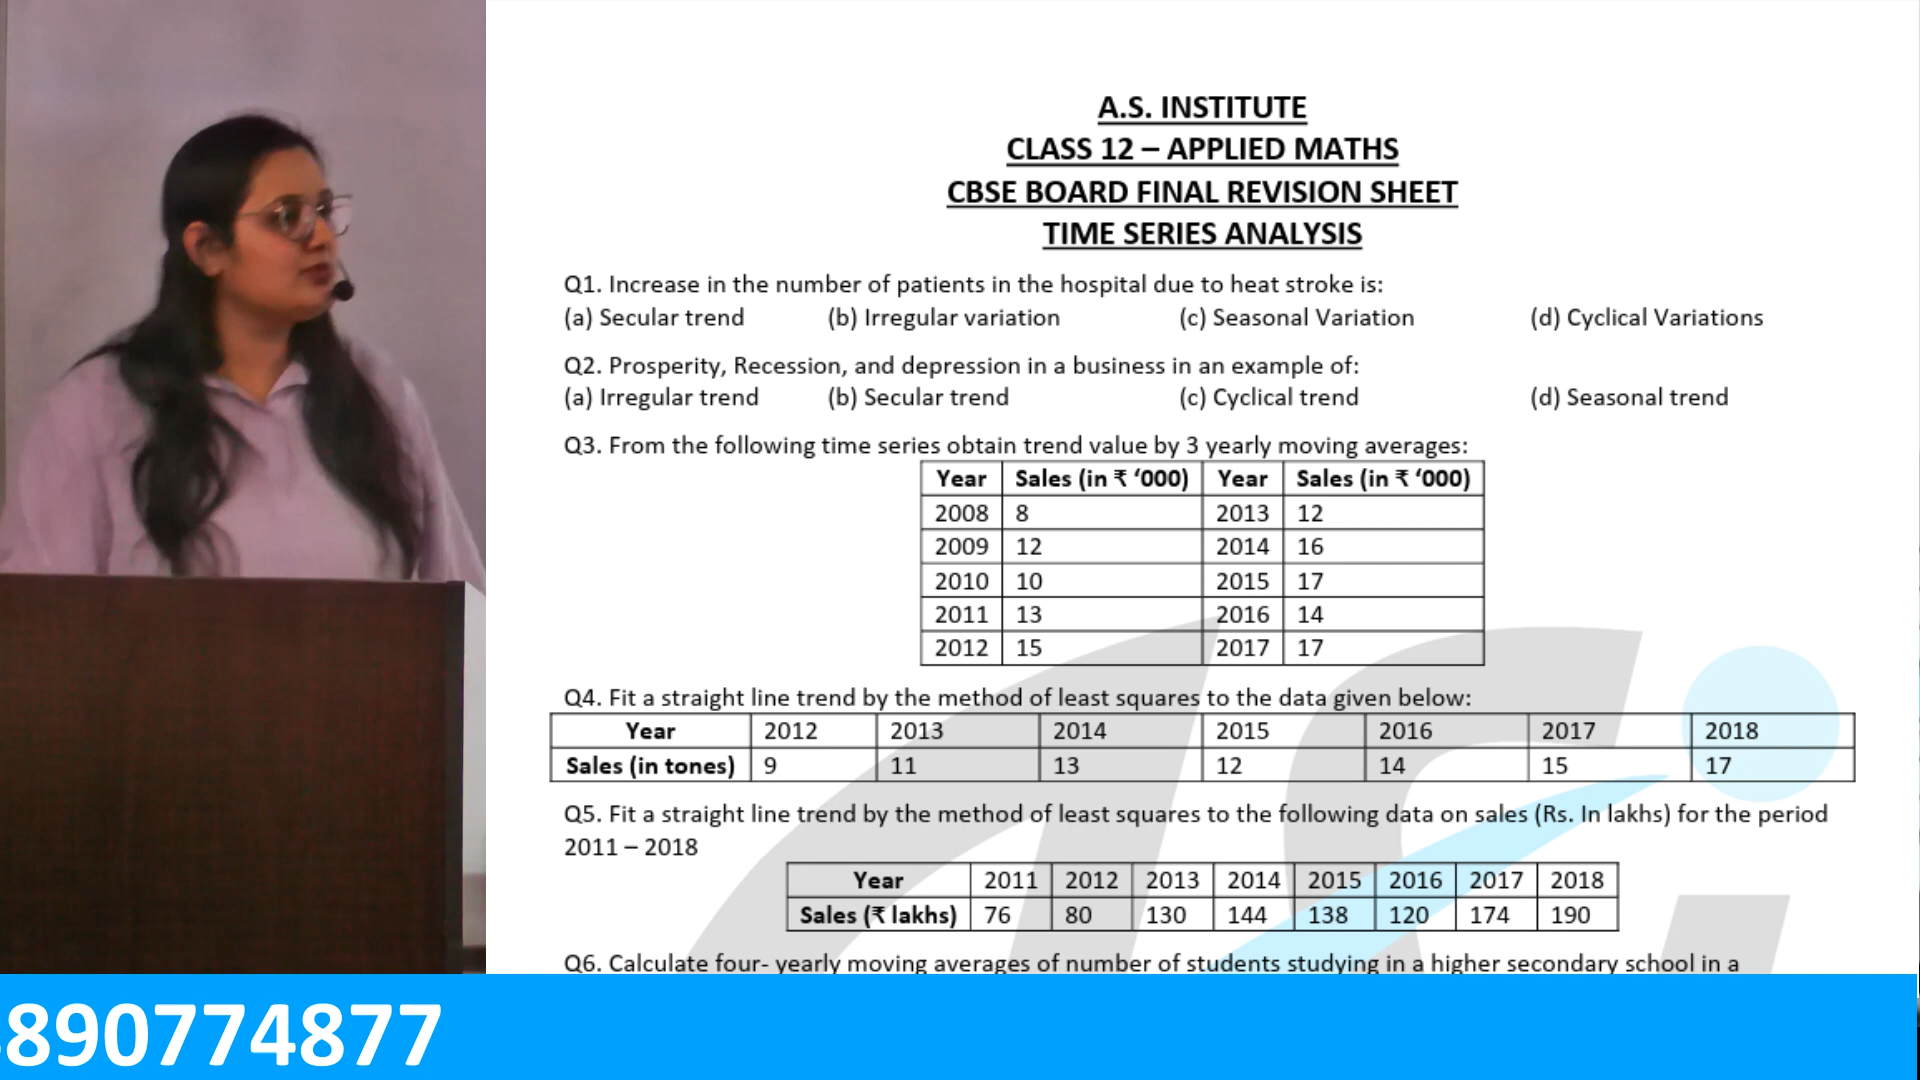 A.S. INSTITUTE
CLASS 12 – APPLIED MATHS
CBSE BOARD FINAL REVISION SHEET
TIME SERIES ANALYSIS
Q1. Increase in the number of patients in the hospital due to heat stroke is:
(a) Secular trend (b) Irregular variation (c) Seasonal Variation (d) Cyclical Variations
Q2. Prosperity, Recession, and depression in a business in an example of:
(a) Irregular trend (b) Secular trend (c) Cyclical trend (d) Seasonal trend
Q3. From the following time series obtain trend value by 3 yearly moving averages:
Year Sales (in ₹ ‘000) Year Sales (in ₹ ‘000)
2008 8 2013 12
2009 12 2014 16
2010 10 2015 17
2011 13 2016 14
2012 15 2017 17
Q4. Fit a straight line trend by the method of least squares to the data given below:
Year 2012 2013 2014 2015 2016 2017 2018
Sales (in tones) 9 11 13 12 14 15 17
Q5. Fit a straight line trend by the method of least squares to the following data on sales (Rs. In lakhs) for the period
2011 – 2018
Year 2011 2012 2013 2014 2015 2016 2017 2018
Sales (₹ lakhs) 76 80 130 144 138 120 174 190
Q6. Calculate four- yearly moving averages of number of students studying in a higher secondary school in a
890774877